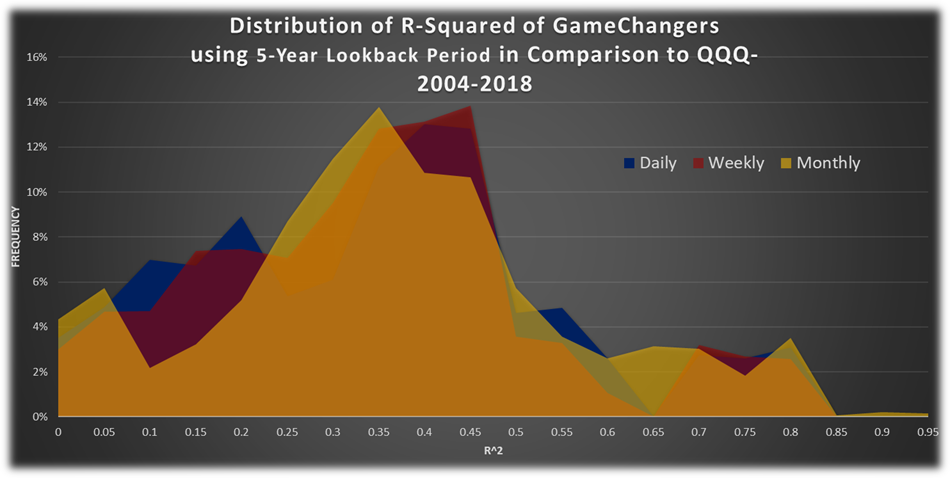 Distribution of R-Squared of GameChangers
using 5-Year Lookback Period in Comparison to QQQ-
2004-2018
16%
14%
12%
10%
8%
6%
4%
2%
0%
FREQUENCY
Daily Weekly Monthly
0 0.05 0.1 0.15 0.2 0.25 0.3 0.35 0.4 0.45 0.5 0.55 0.6 0.65 0.7 0.75 0.8 0.85 0.9 0.95
R^2